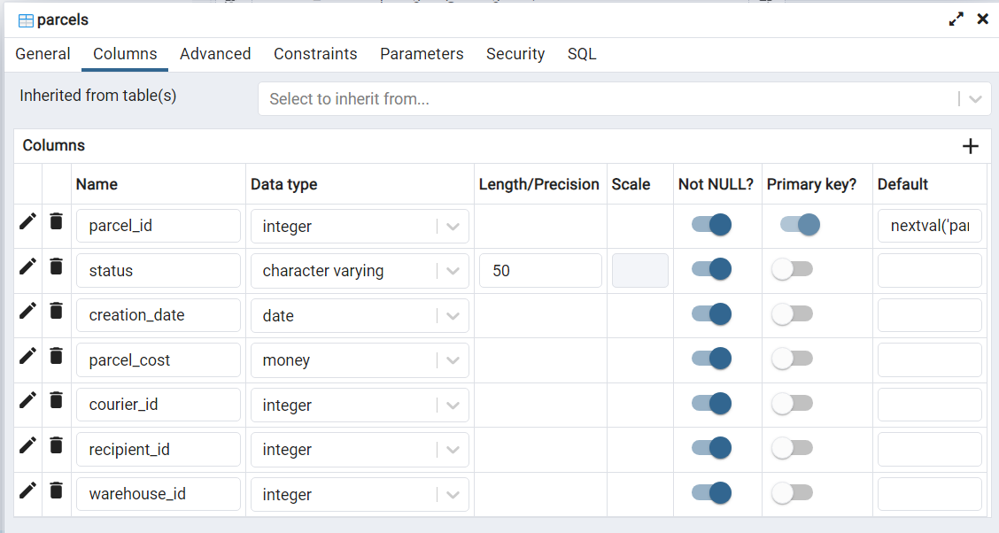 parcels
General Columns Advanced Constraints Parameters Security SQL
Inherited from table(s) Select to inherit from...
Columns
Name Data type Length/Precision Scale Not NULL? Primary key? Default
parcel_id integer nextval('par
status character varying 50
creation_date date
parcel_cost money
courier_id integer
recipient_id integer
warehouse_id integer